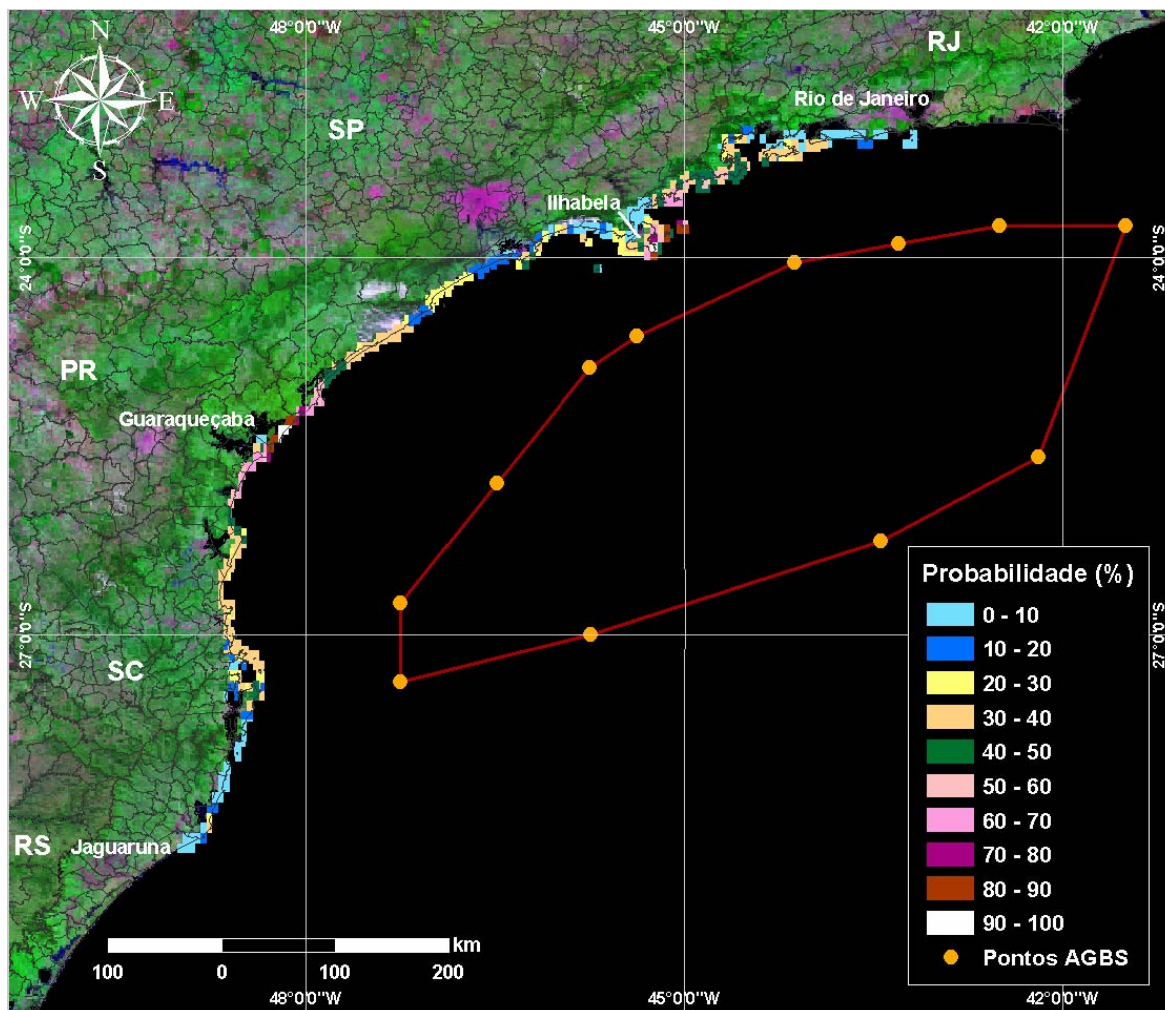 48°0'0"W
45°0'0"W
42°0'0"W
N
W
E
S
RJ
Rio de Janeiro
SP
Ilhabela
24°0'0"S
24°0'0"S
PR
Guaraqueçaba
27°0'0"S
27°0'0"S
SC
RS
Jaguaruna
km
100
0
100
200
48°0'0"W
45°0'0"W
42°0'0"W
Probabilidade (%)
0 - 10
10 - 20
20 - 30
30 - 40
40 - 50
50 - 60
60 - 70
70 - 80
80 - 90
90 - 100
Pontos AGBS